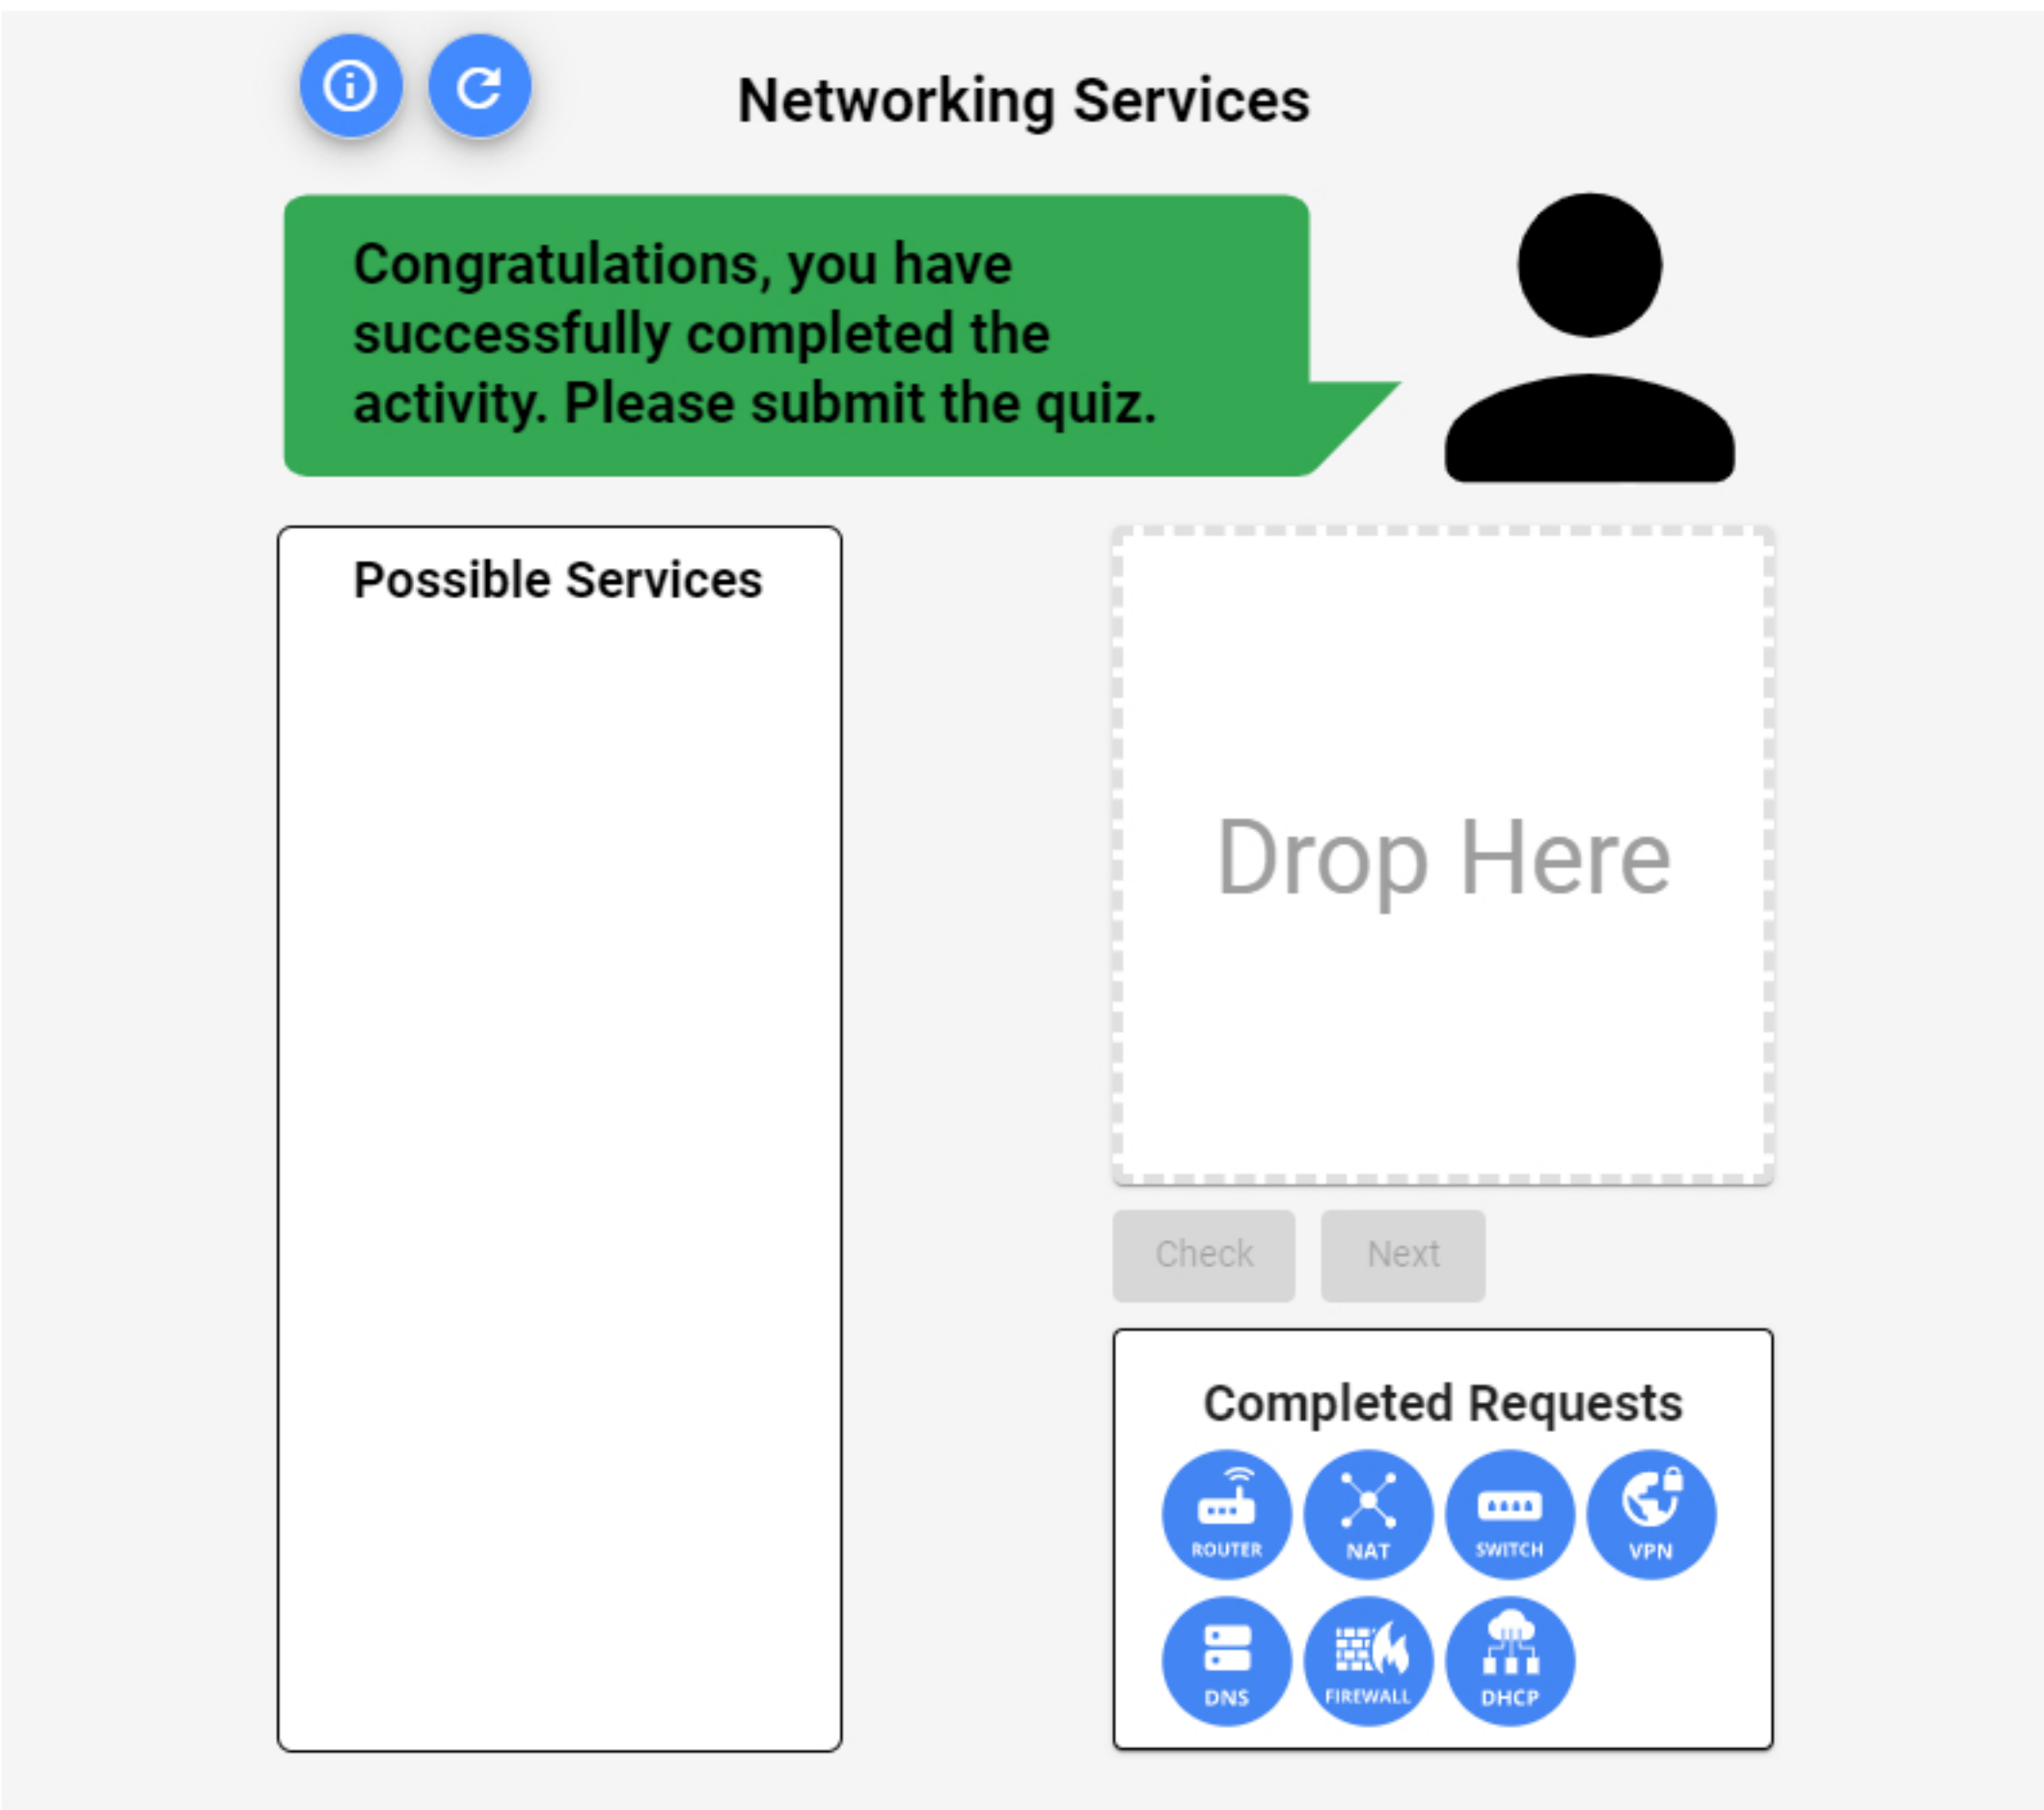 Networking Services
Congratulations, you have
successfully completed the
activity. Please submit the quiz.
Possible Services
Drop Here
Check
Next
Completed Requests
ROUTER
NAT
SWITCH
VPN
DNS
FIREWALL
DHCP